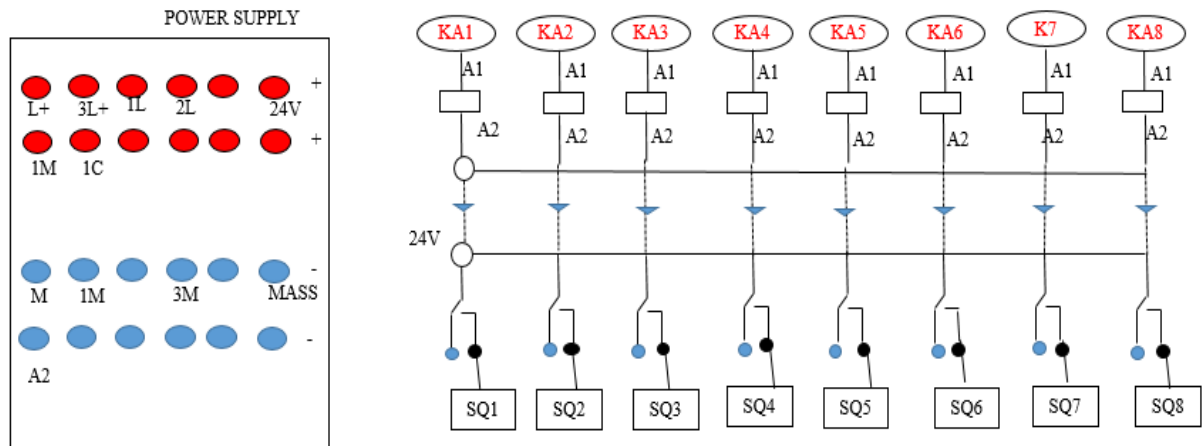 POWER SUPPLY
L+ 3L+ 1L 2L 24V +
1M 1C +
M 1M 3M MASS -
A2 -
KA1 KA2 KA3 KA4 KA5 KA6 K7 KA8
A1 A1 A1 A1 A1 A1 A1 A1
A2 A2 A2 A2 A2 A2 A2 A2
24V
SQ1 SQ2 SQ3 SQ4 SQ5 SQ6 SQ7 SQ8